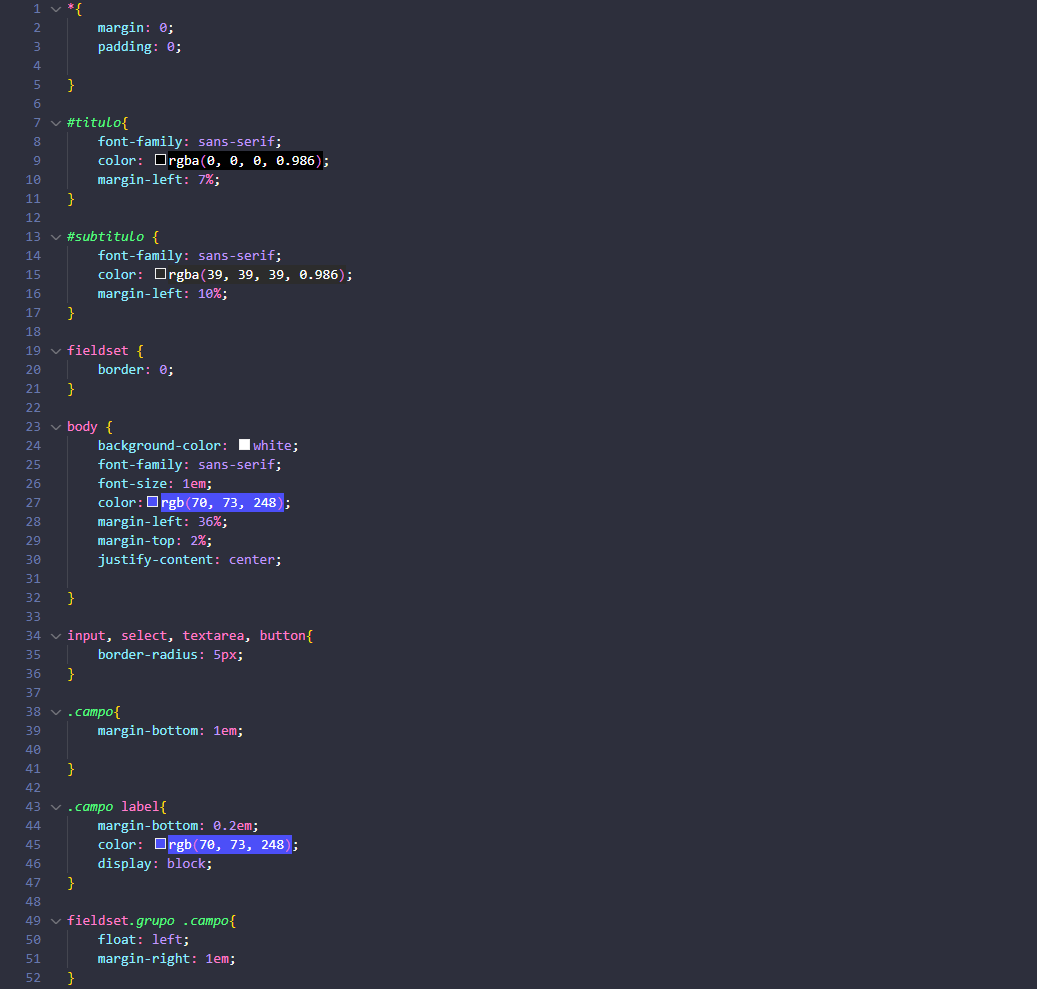 1 *{
2 margin: 0;
3 padding: 0;
4
5 }
6
7 #titulo{
8 font-family: sans-serif;
9 color: rgba(0, 0, 0, 0.986);
10 margin-left: 7%;
11 }
12
13 #subtitulo {
14 font-family: sans-serif;
15 color: rgba(39, 39, 39, 0.986);
16 margin-left: 10%;
17 }
18
19 fieldset {
20 border: 0;
21 }
22
23 body {
24 background-color: white;
25 font-family: sans-serif;
26 font-size: 1em;
27 color: rgb(70, 73, 248);
28 margin-left: 36%;
29 margin-top: 2%;
30 justify-content: center;
31
32 }
33
34 input, select, textarea, button{
35 border-radius: 5px;
36 }
37
38 .campo{
39 margin-bottom: 1em;
40
41 }
42
43 .campo label{
44 margin-bottom: 0.2em;
45 color: rgb(70, 73, 248);
46 display: block;
47 }
48
49 fieldset.grupo .campo{
50 float: left;
51 margin-right: 1em;
52 }